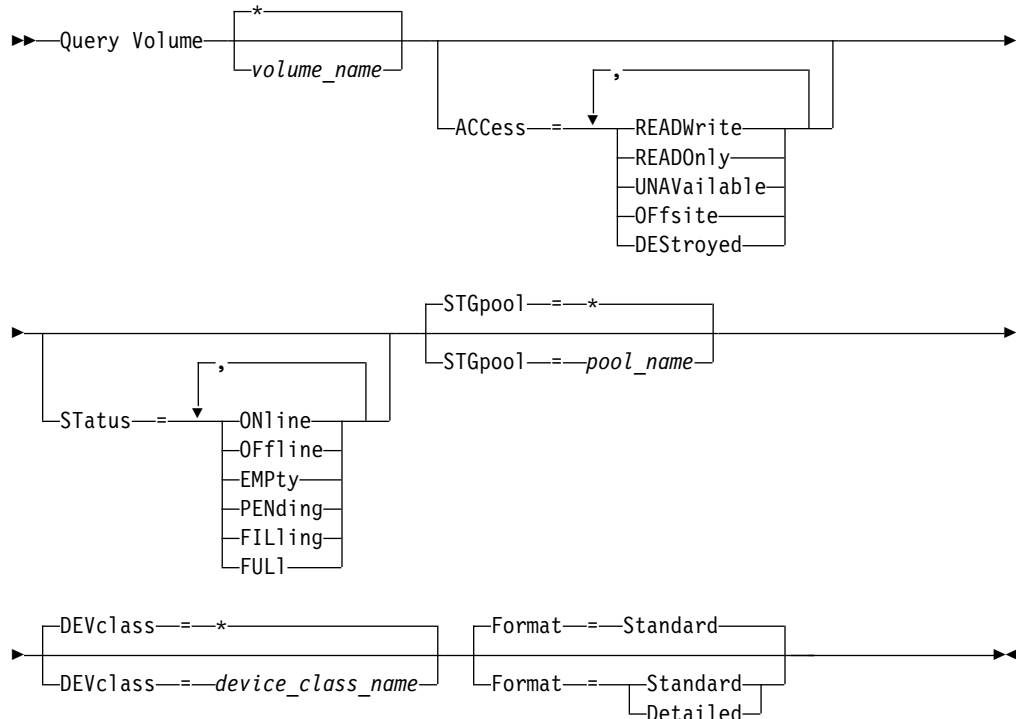 *
Query Volume
volume_name
,
ACCess = READWrite
READOnly
UNAVailable
OFfsite
DEStroyed
STGpool = *
STGpool = pool_name
,
STatus = ONline
OFfline
EMPty
PENding
FILling
FULl
DEVclass = *
DEVclass = device_class_name
Format = Standard
Format = Standard
Detailed